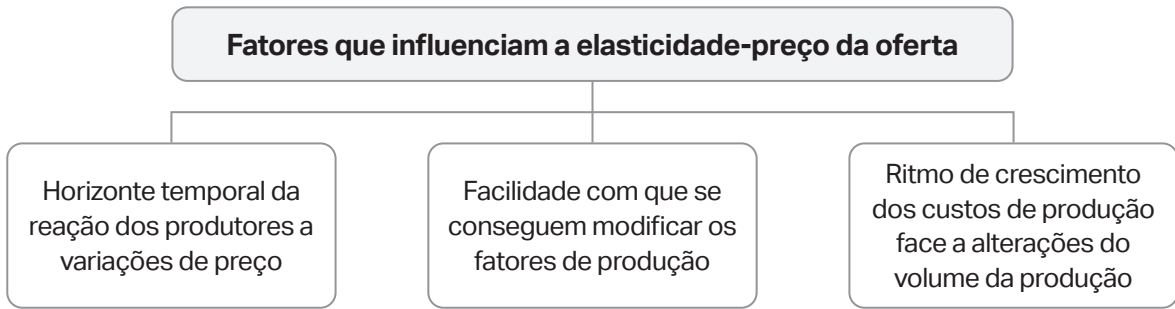 Fatores que influenciam a elasticidade-preço da oferta
Horizonte temporal da
reação dos produtores a
variações de preço
Facilidade com que se
conseguem modificar os
fatores de produção
Ritmo de crescimento
dos custos de produção
face a alterações do
volume da produção